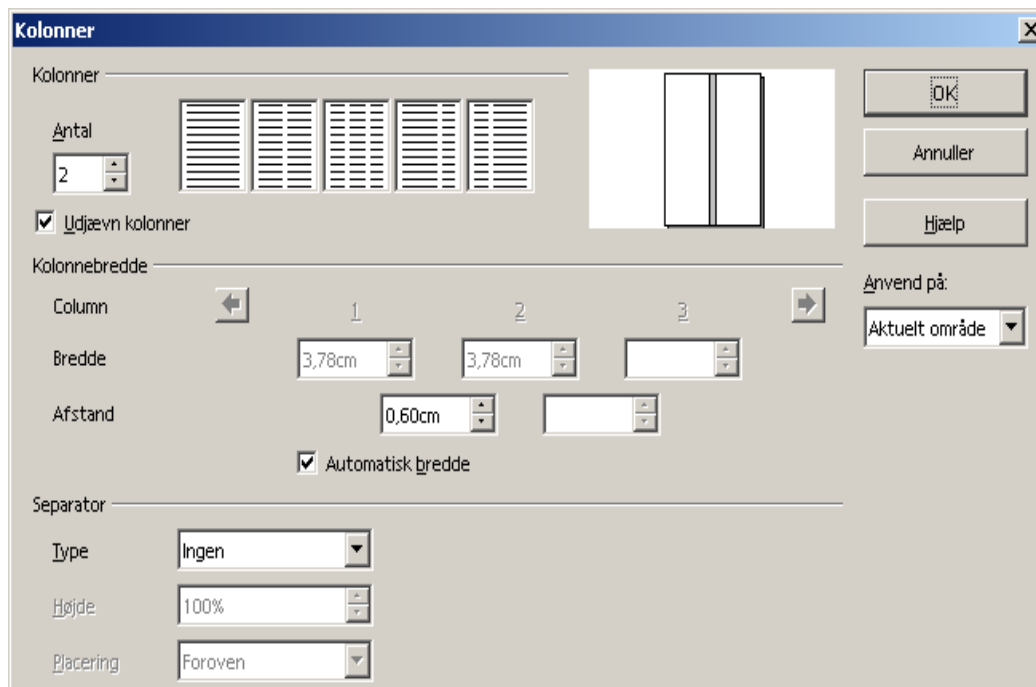 Kolonner
Kolonner
OK
Antal
Annuller
2
Udjævn kolonner
Hjælp
Kolonnebredde
Anvend på:
Column 1 2 3
Aktuelt område
Bredde 3,78cm 3,78cm
Afstand 0,60cm
Automatisk bredde
Separator
Type Ingen
Højde 100%
Placering Foroven